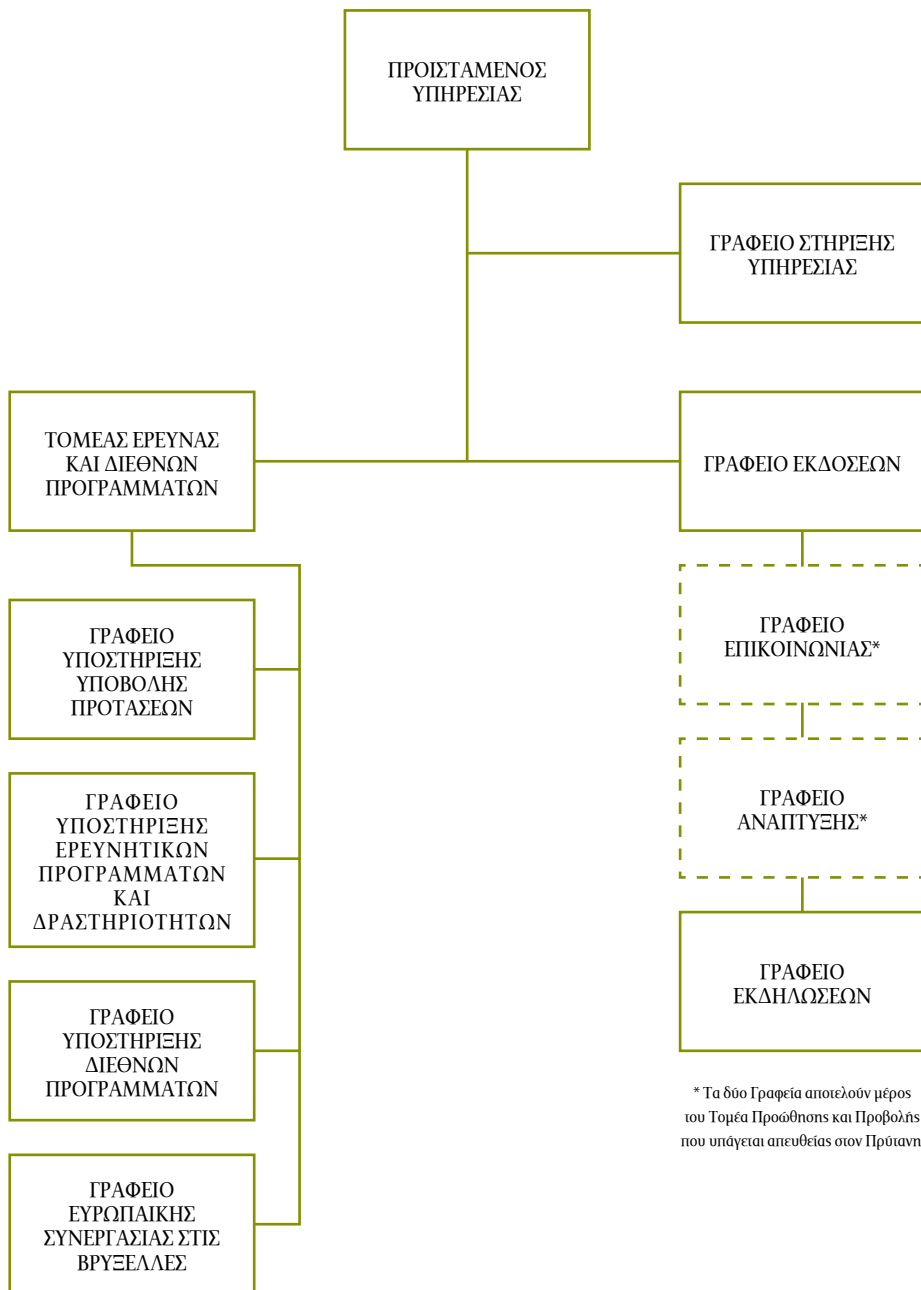 ΠΡΟΙΣΤΑΜΕΝΟΣ
ΥΠΗΡΕΣΙΑΣ
ΓΡΑΦΕΙΟ ΣΤΗΡΙΞΗΣ
ΥΠΗΡΕΣΙΑΣ
ΤΟΜΕΑΣ ΕΡΕΥΝΑΣ
ΚΑΙ ΔΙΕΘΝΩΝ
ΠΡΟΓΡΑΜΜΑΤΩΝ
ΓΡΑΦΕΙΟ ΕΚΔΟΣΕΩΝ
ΓΡΑΦΕΙΟ
ΥΠΟΣΤΗΡΙΞΗΣ
ΥΠΟΒΟΛΗΣ
ΠΡΟΤΑΣΕΩΝ
ΓΡΑΦΕΙΟ
ΕΠΙΚΟΙΝΩΝΙΑΣ*
ΓΡΑΦΕΙΟ
ΥΠΟΣΤΗΡΙΞΗΣ
ΕΡΕΥΝΗΤΙΚΩΝ
ΠΡΟΓΡΑΜΜΑΤΩΝ
ΚΑΙ
ΔΡΑΣΤΗΡΙΟΤΗΤΩΝ
ΓΡΑΦΕΙΟ
ΑΝΑΠΤΥΞΗΣ*
ΓΡΑΦΕΙΟ
ΥΠΟΣΤΗΡΙΞΗΣ
ΔΙΕΘΝΩΝ
ΠΡΟΓΡΑΜΜΑΤΩΝ
ΓΡΑΦΕΙΟ
ΕΚΔΗΛΩΣΕΩΝ
* Τα δύο Γραφεία αποτελούν μέρος
του Τομέα Προώθησης και Προβολής
που υπάγεται απευθείας στον Πρύτανη
ΓΡΑΦΕΙΟ
ΕΥΡΩΠΑΙΚΗΣ
ΣΥΝΕΡΓΑΣΙΑΣ ΣΤΙΣ
ΒΡΥΞΕΛΛΕΣ